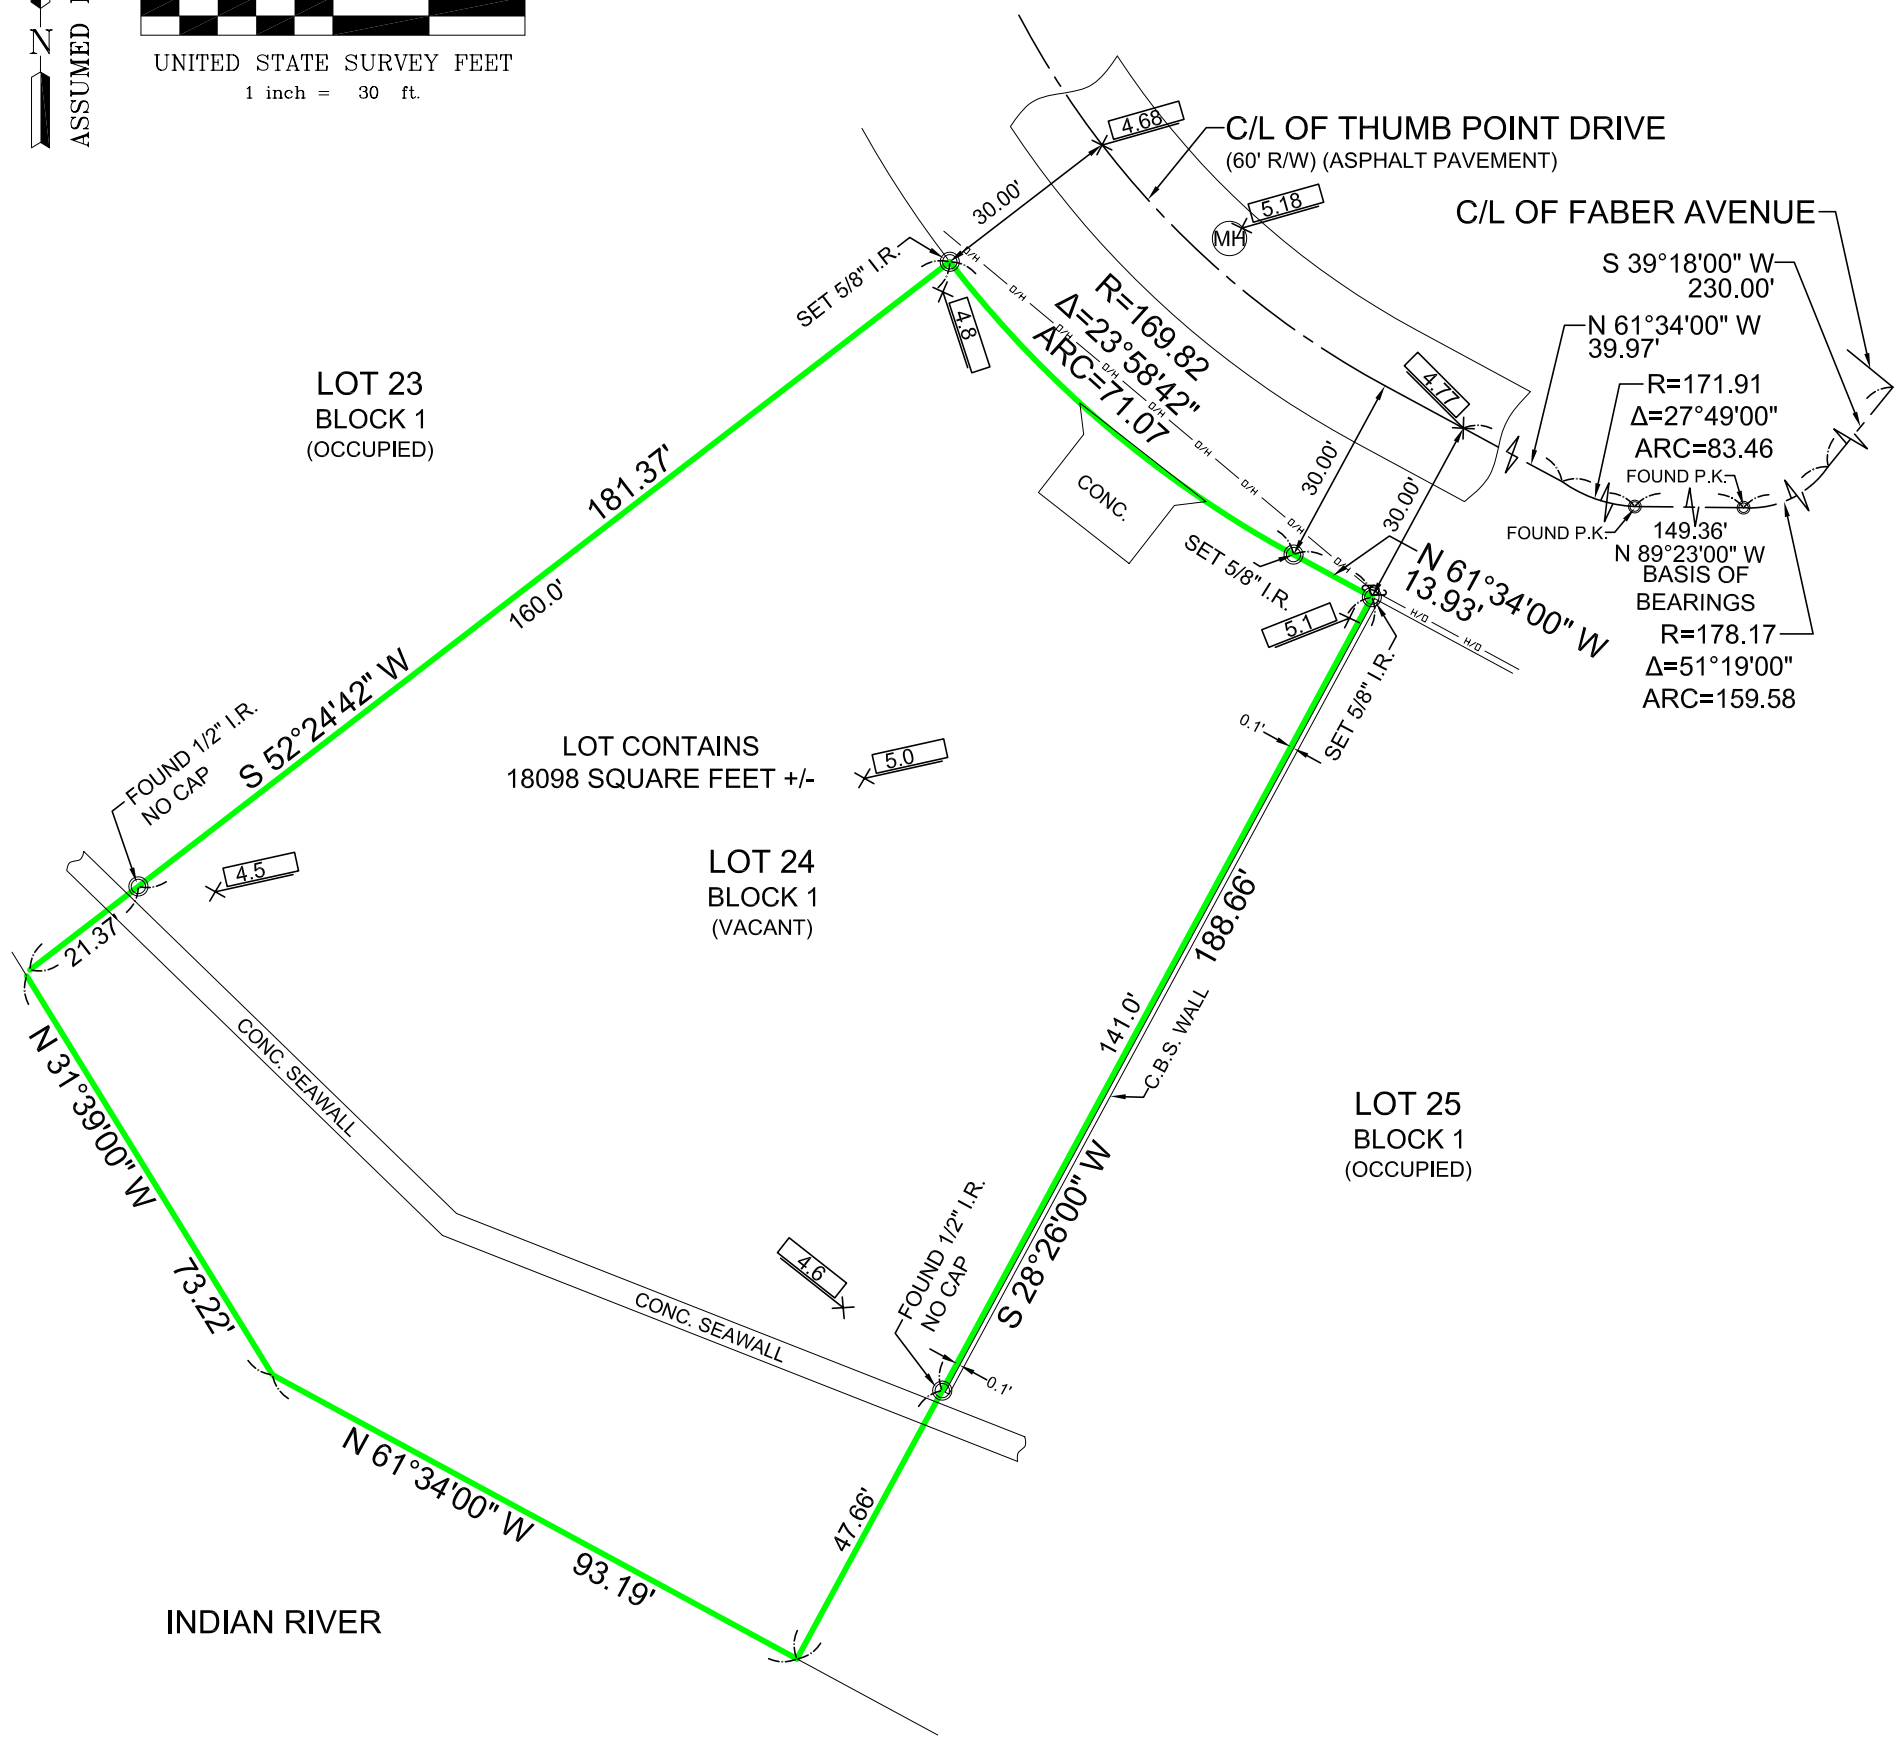 N
ASSUMED
UNITED STATE SURVEY FEET
1 inch = 30 ft.
4.68
C/L OF THUMB POINT DRIVE
(60' R/W) (ASPHALT PAVEMENT)
5.18
MH
C/L OF FABER AVENUE
S 39°18'00" W
230.00'
N 61°34'00" W
39.97'
R=171.91
Δ=27°49'00"
ARC=83.46
FOUND P.K.
FOUND P.K.
149.36'
N 89°23'00" W
BASIS OF
BEARINGS
R=178.17
Δ=51°19'00"
ARC=159.58
30.00'
SET 5/8" I.R.
4.8
O/H
O/H
O/H
O/H
O/H
O/H
O/H
O/H
O/H
R=169.82
Δ=23°58'42"
ARC=71.07
4.77
30.00'
30.00'
CONC.
SET 5/8" I.R.
N 61°34'00" W
13.93'
O/H
O/H
5.1
SET 5/8" I.R.
0.1'
LOT 23
BLOCK 1
(OCCUPIED)
181.37'
160.0'
S 52°24'42" W
FOUND 1/2" I.R.
NO CAP
LOT CONTAINS
18098 SQUARE FEET +/-
5.0
4.5
LOT 24
BLOCK 1
(VACANT)
21.37'
188.66'
141.0'
C.B.S. WALL
S 28°26'00" W
LOT 25
BLOCK 1
(OCCUPIED)
N 31°39'00" W
73.22'
CONC. SEAWALL
CONC. SEAWALL
4.6
FOUND 1/2" I.R.
NO CAP
0.1'
N 61°34'00" W
93.19'
47.66'
INDIAN RIVER